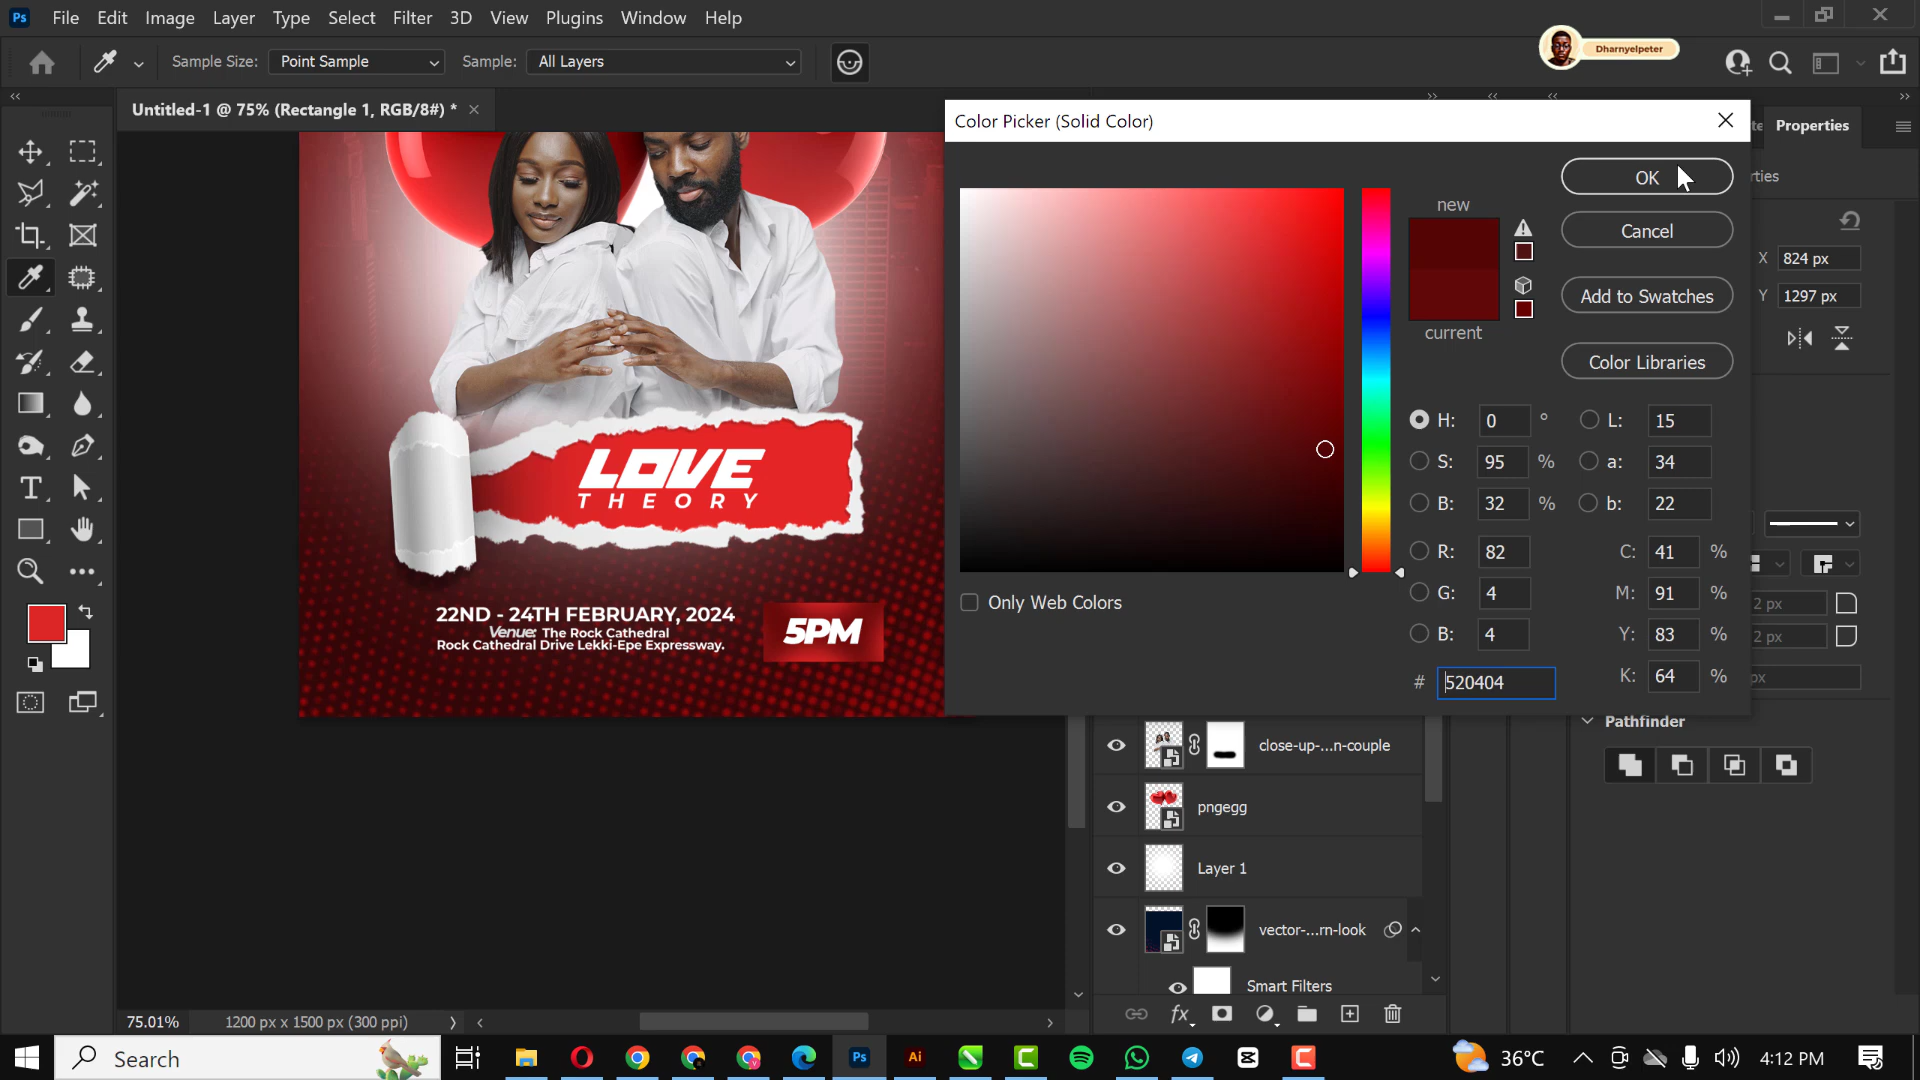 Ps File Edit Image Layer Type Select Filter 3D View Plugins Window Help
Sample Size: Point Sample Sample: All Layers
Dharnyelpeter
Untitled-1 @ 75% (Rectangle 1, RGB/8#) *
Properties
Color Picker (Solid Color)
OK
Cancel
Add to Swatches
Color Libraries
new
current
X 824 px
Y 1297 px
H: 0 °
S: 95 %
B: 32 %
R: 82
G: 4
B: 4
# 520404
L: 15
a: 34
b: 22
C: 41 %
M: 91 %
Y: 83 %
K: 64 %
Only Web Colors
2 px
2 px
px
Pathfinder
LOVE
THEORY
22ND - 24TH FEBRUARY, 2024
Venue: The Rock Cathedral
Rock Cathedral Drive Lekki-Epe Expressway.
5PM
close-up-...n-couple
pngegg
Layer 1
vector-...rn-look
Smart Filters
fx
75.01% 1200 px x 1500 px (300 ppi)
Search
Ps
Ai
36°C
4:12 PM